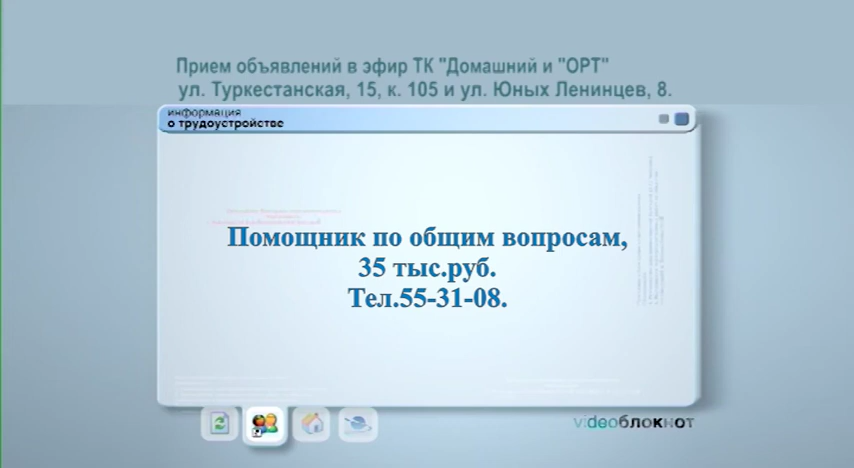 Прием объявлений в эфир ТК "Домашний и "ОРТ"
ул. Туркестанская, 15, к. 105 и ул. Юных Ленинцев, 8.
информация
о трудоустройстве
Помощник по общим вопросам,
35 тыс.руб.
Тел.55-31-08.
videoблокнот